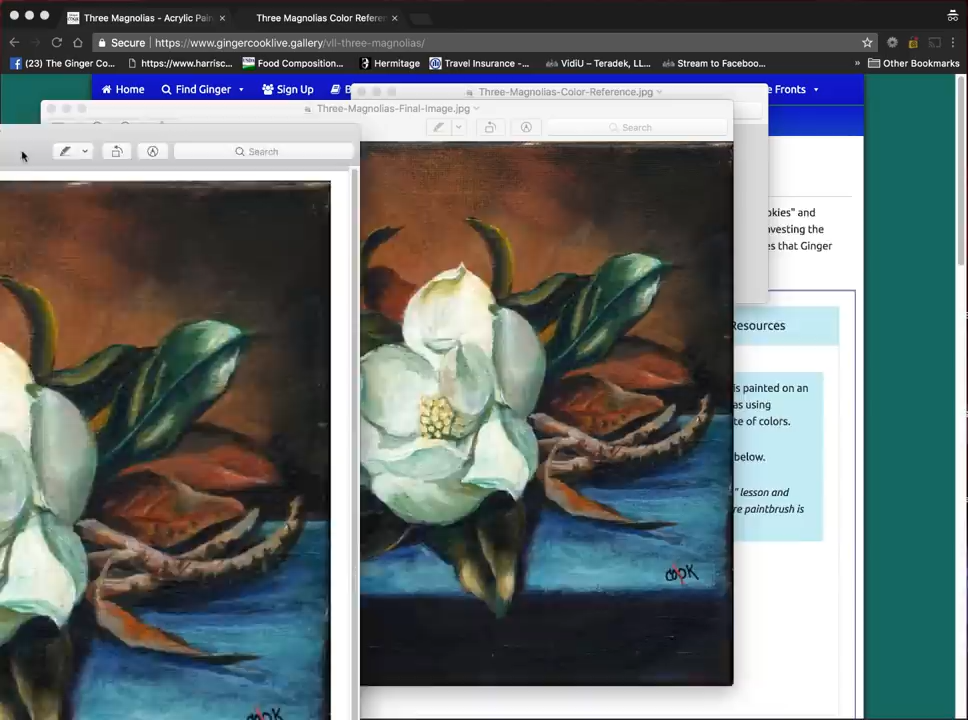 Three Magnolias - Acrylic Pain
Three Magnolias Color Referen
Secure | https://www.gingercooklive.gallery/vll-three-magnolias/
(23) The Ginger Co... https://www.harrisc... Food Composition... Hermitage Travel Insurance -... VidiU – Teradek, LL... Stream to Faceboo... » Other Bookmarks
Home Find Ginger Sign Up B e Fronts
Three-Magnolias-Color-Reference.jpg
Three-Magnolias-Final-Image.jpg
Search
Search
okies" and
nvesting the
es that Ginger
Resources
is painted on an
as using
te of colors.
below.
" lesson and
re paintbrush is
cook